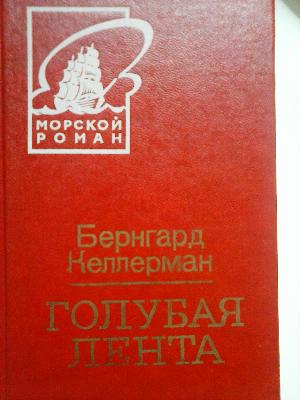 МОРСКОЙ
РОМАН
Бернгард
Келлерман
ГОЛУБАЯ
ЛЕНТА